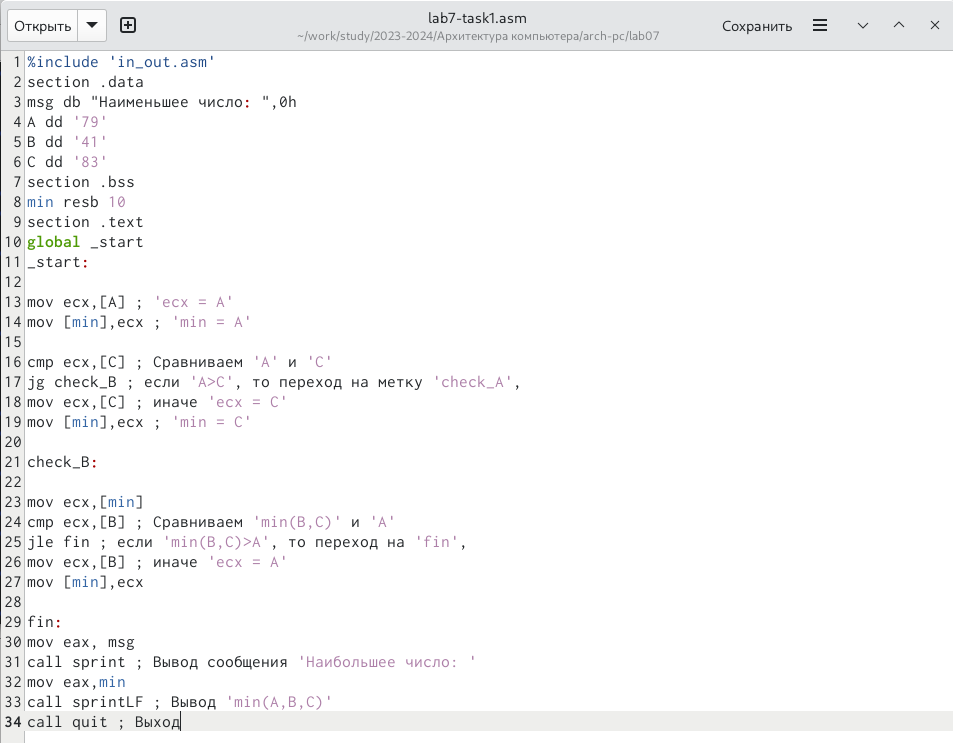 Открыть
lab7-task1.asm
~/work/study/2023-2024/Архитектура компьютера/arch-pc/lab07
Сохранить
1 %include 'in_out.asm'
2 section .data
3 msg db "Наименьшее число: ",0h
4 A dd '79'
5 B dd '41'
6 C dd '83'
7 section .bss
8 min resb 10
9 section .text
10 global _start
11 _start:
12
13 mov ecx,[A] ; 'ecx = A'
14 mov [min],ecx ; 'min = A'
15
16 cmp ecx,[C] ; Сравниваем 'A' и 'C'
17 jg check_B ; если 'A>C', то переход на метку 'check_A',
18 mov ecx,[C] ; иначе 'ecx = C'
19 mov [min],ecx ; 'min = C'
20
21 check_B:
22
23 mov ecx,[min]
24 cmp ecx,[B] ; Сравниваем 'min(B,C)' и 'A'
25 jle fin ; если 'min(B,C)>A', то переход на 'fin',
26 mov ecx,[B] ; иначе 'ecx = A'
27 mov [min],ecx
28
29 fin:
30 mov eax, msg
31 call sprint ; Вывод сообщения 'Наибольшее число: '
32 mov eax,min
33 call sprintLF ; Вывод 'min(A,B,C)'
34 call quit ; Выход